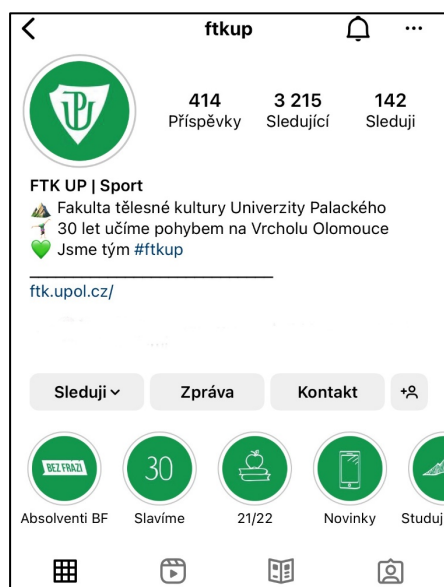 ftkup
UP
414 3 215 142
Příspěvky Sledující Sleduji
FTK UP | Sport
Fakulta tělesné kultury Univerzity Palackého
30 let učíme pohybem na Vrcholu Olomouce
Jsme tým #ftkup
ftk.upol.cz/
Sleduji Zpráva Kontakt
BEZ FRÁZÍ 30
Absolventi BF Slavíme 21/22 Novinky Studuj